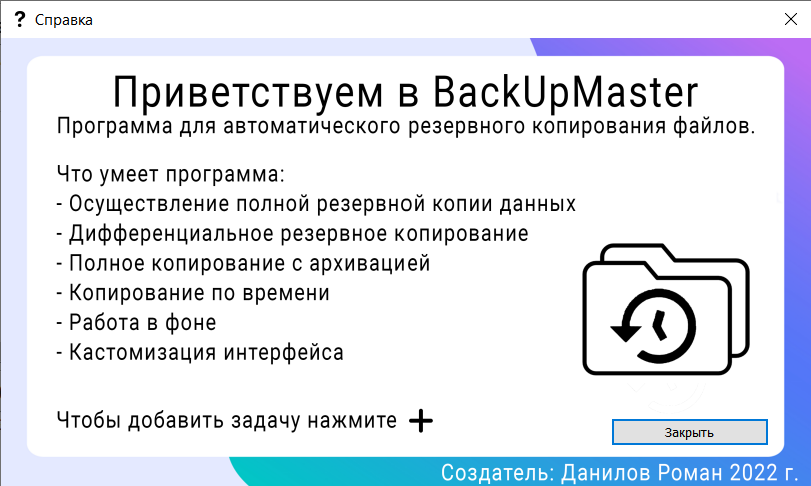 Справка
Приветствуем в BackUpMaster
Программа для автоматического резервного копирования файлов.
Что умеет программа:
- Осуществление полной резервной копии данных
- Дифференциальное резервное копирование
- Полное копирование с архивацией
- Копирование по времени
- Работа в фоне
- Кастомизация интерфейса
Чтобы добавить задачу нажмите +
Закрыть
Создатель: Данилов Роман 2022 г.